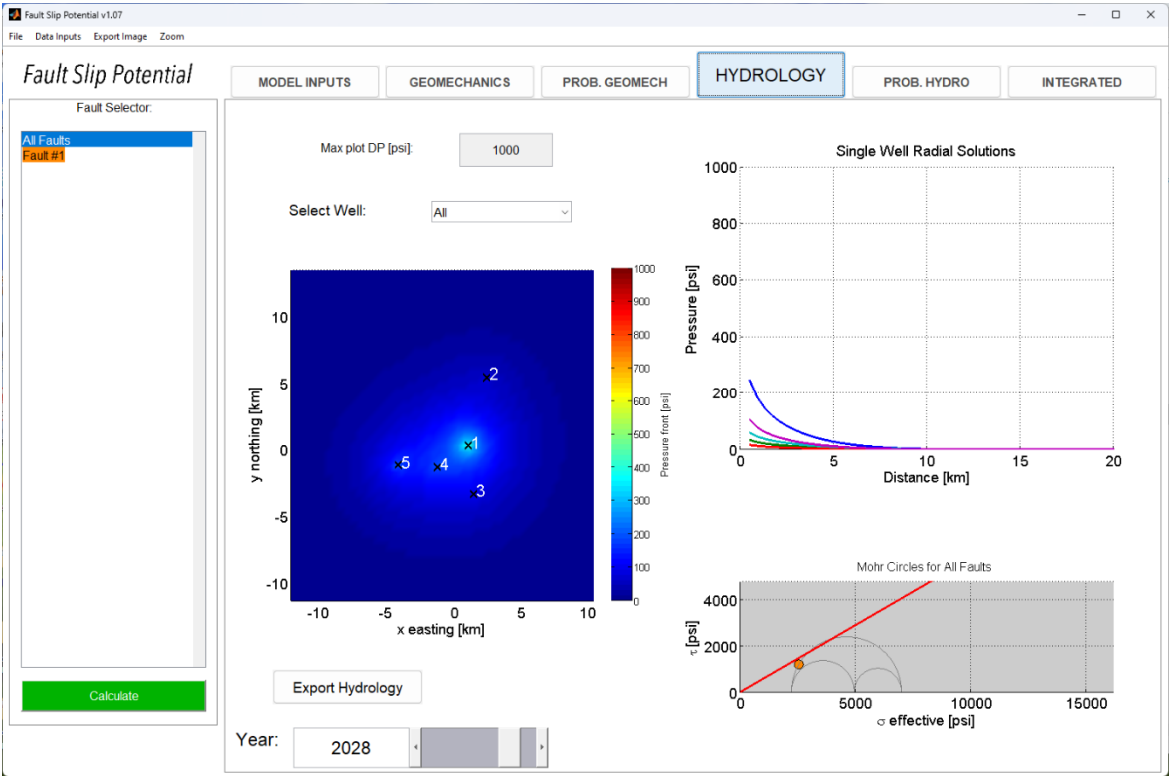 Fault Slip Potential v1.07
File Data Inputs Export Image Zoom
Fault Slip Potential
MODEL INPUTS GEOMECHANICS PROB. GEOMECH HYDROLOGY PROB. HYDRO INTEGRATED
Fault Selector:
All Faults
Fault #1
Calculate
Max plot DP [psi]: 1000
Select Well: All
10
5
0
-5
-10
y northing [km]
-10 -5 0 5 10
x easting [km]
2
1
5 4
3
1000
900
800
700
600
500
400
300
200
100
0
Pressure front [psi]
Export Hydrology
Year: 2028
Single Well Radial Solutions
1000
800
600
400
200
0
Pressure [psi]
0 5 10 15 20
Distance [km]
Mohr Circles for All Faults
4000
2000
0
τ [psi]
0 5000 10000 15000
σ effective [psi]